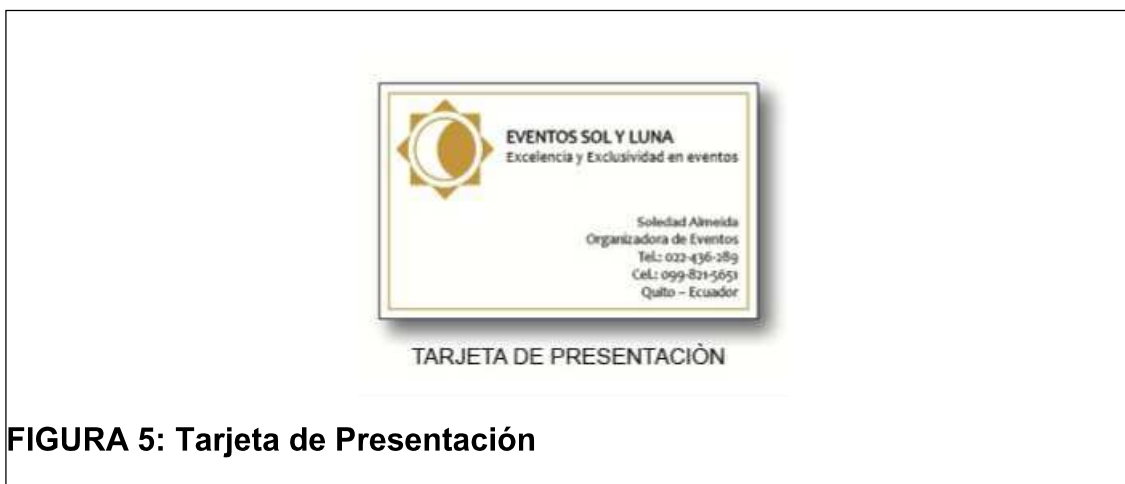 EVENTOS SOL Y LUNA
Excelencia y Exclusividad en eventos
Soledad Almeida
Organizadora de Eventos
Tel.: 022-436-289
Cel.: 099-821-5651
Quito – Ecuador
TARJETA DE PRESENTACIÒN
FIGURA 5: Tarjeta de Presentación